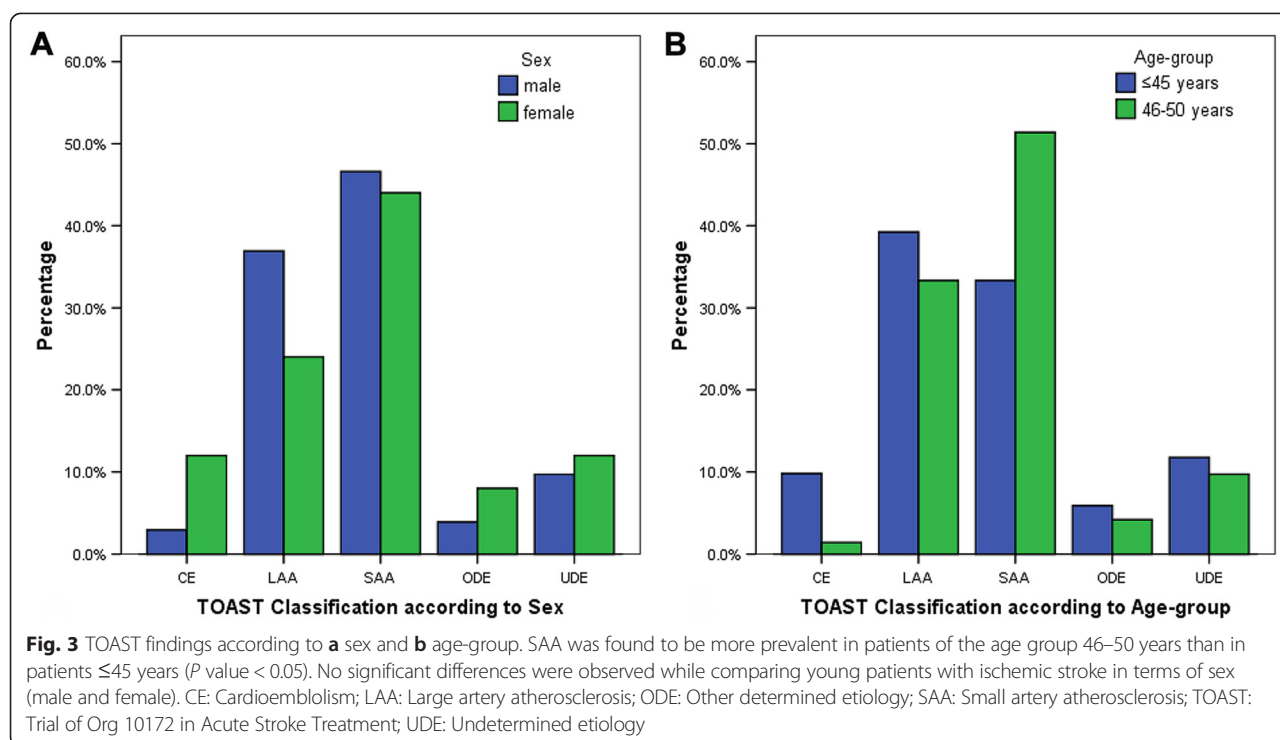 A
Sex
male
female
60.0%
50.0%
40.0%
30.0%
20.0%
10.0%
0.0%
Percentage
CE LAA SAA ODE UDE
TOAST Classification according to Sex
B
Age-group
≤45 years
46-50 years
60.0%
50.0%
40.0%
30.0%
20.0%
10.0%
0.0%
Percentage
CE LAA SAA ODE UDE
TOAST Classification according to Age-group
Fig. 3 TOAST findings according to a sex and b age-group. SAA was found to be more prevalent in patients of the age group 46–50 years than in
patients ≤45 years (P value < 0.05). No significant differences were observed while comparing young patients with ischemic stroke in terms of sex
(male and female). CE: Cardioemblolism; LAA: Large artery atherosclerosis; ODE: Other determined etiology; SAA: Small artery atherosclerosis; TOAST:
Trial of Org 10172 in Acute Stroke Treatment; UDE: Undetermined etiology